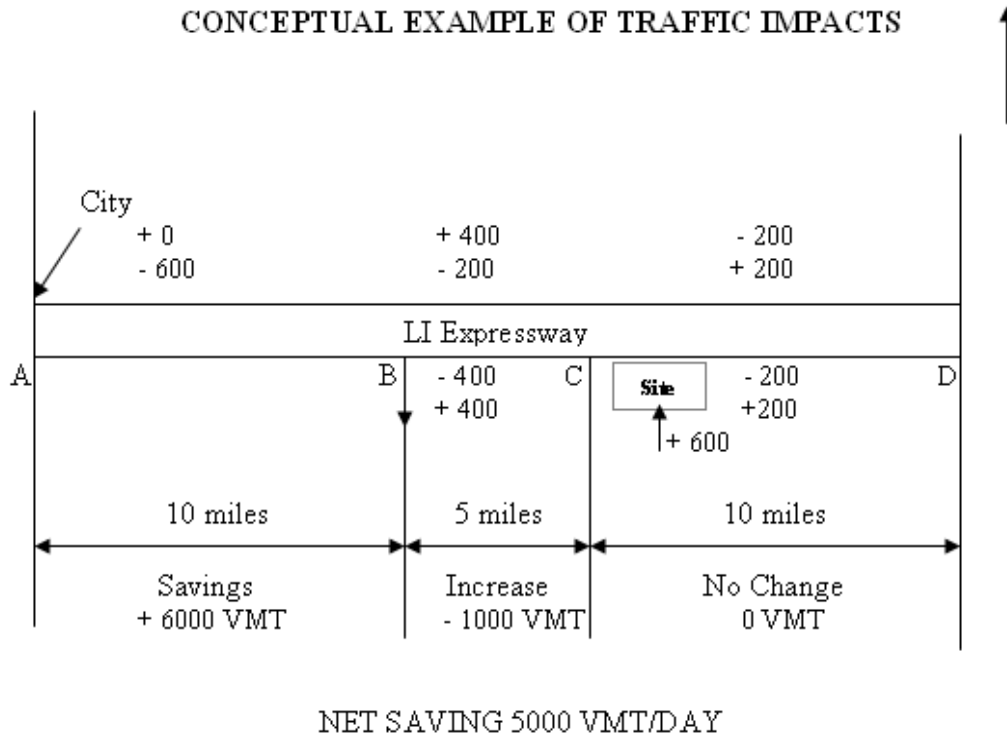 CONCEPTUAL EXAMPLE OF TRAFFIC IMPACTS
City
+ 0
- 600
+ 400
- 200
- 200
+ 200
LI Expressway
A
B
- 400
+ 400
C
Site
- 200
+200
D
+ 600
10 miles
5 miles
10 miles
Savings
+ 6000 VMT
Increase
- 1000 VMT
No Change
0 VMT
NET SAVING 5000 VMT/DAY